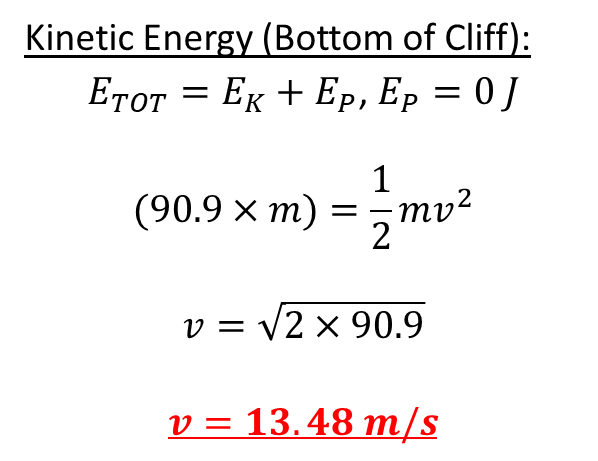 Kinetic Energy (Bottom of Cliff):
E_TOT = E_K + E_P, E_P = 0 J
(90.9 × m) = 1/2 mv²
v = √2 × 90.9
v = 13.48 m/s